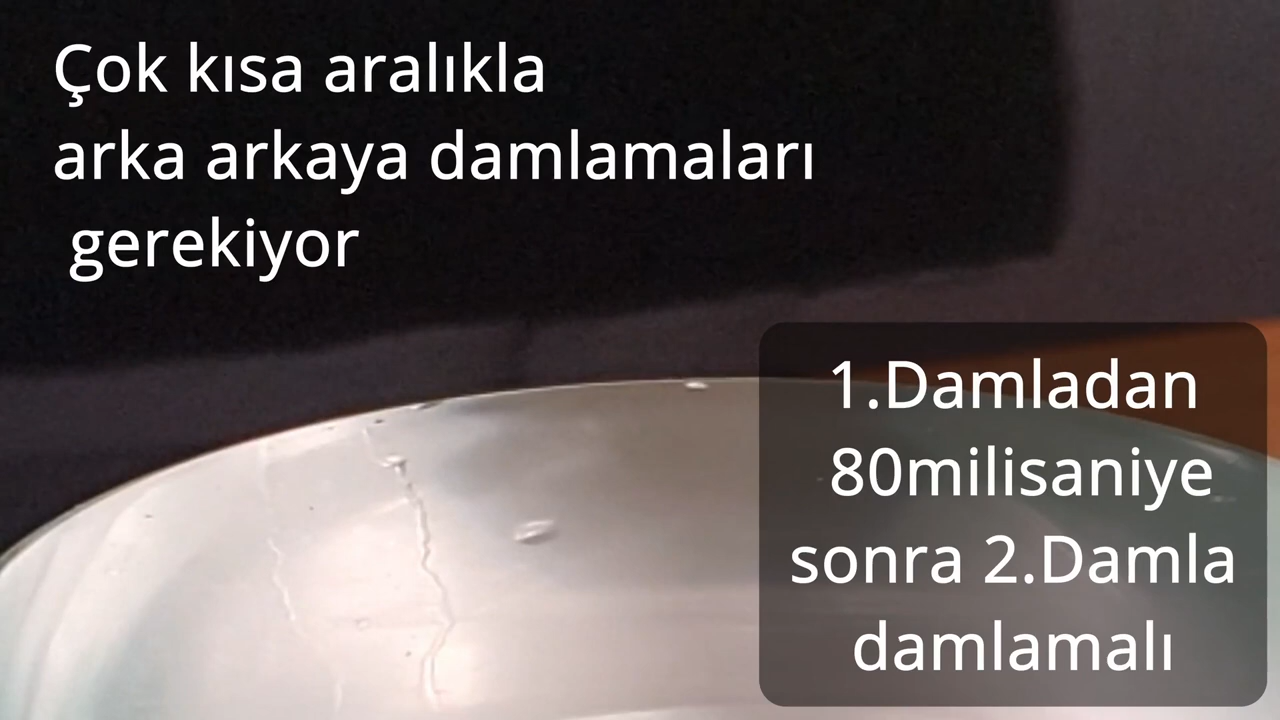 Çok kısa aralıkla
arka arkaya damlamaları
gerekiyor
1.Damladan
80milisaniye
sonra 2.Damla
damlamalı